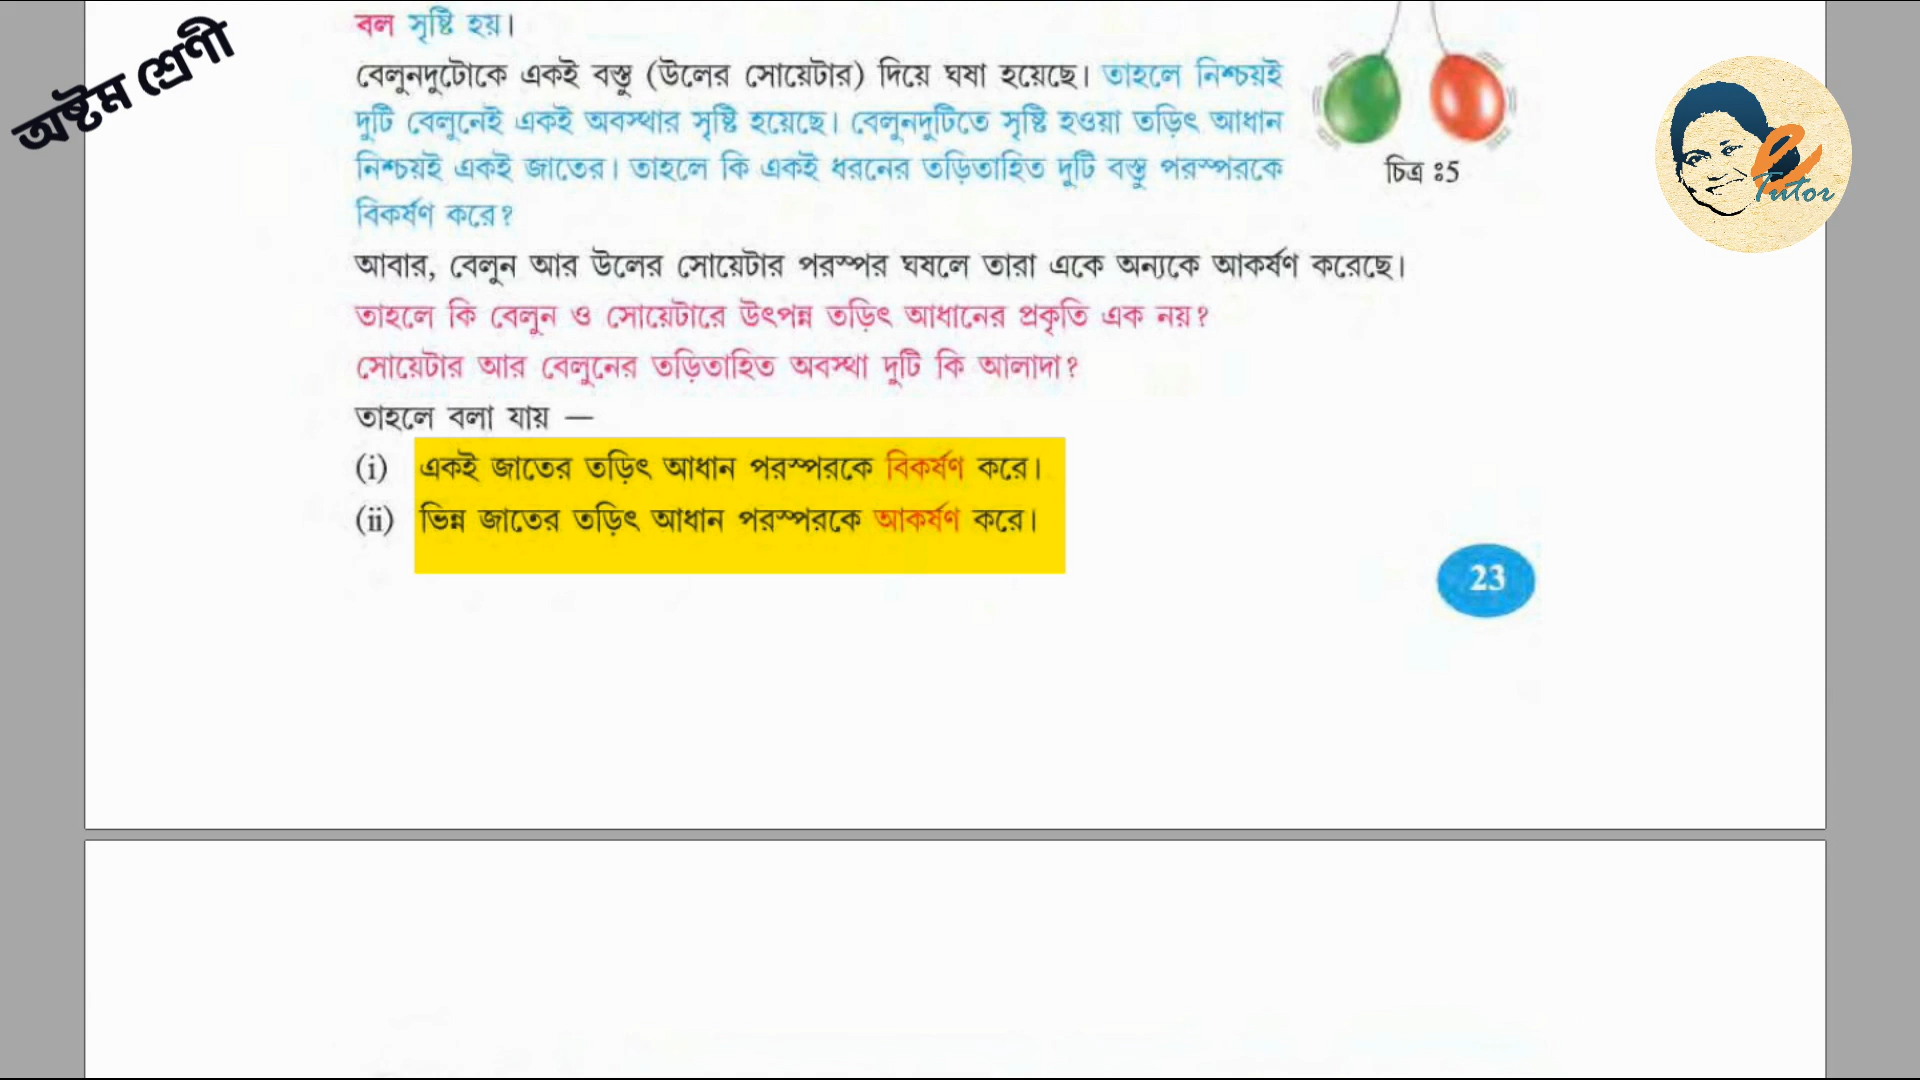 অষ্টম শ্রেণী
বল সৃষ্টি হয়।
বেলুনদুটোকে একই বস্তু (উলের সোয়েটার) দিয়ে ঘষা হয়েছে। তাহলে নিশ্চয়ই
দুটি বেলুনেই একই অবস্থার সৃষ্টি হয়েছে। বেলুনদুটিতে সৃষ্টি হওয়া তড়িৎ আধান
নিশ্চয়ই একই জাতের। তাহলে কি একই ধরনের তড়িতাহিত দুটি বস্তু পরস্পরকে
বিকর্ষণ করে?
চিত্র ঃ5
e Tutor
আবার, বেলুন আর উলের সোয়েটার পরস্পর ঘষলে তারা একে অন্যকে আকর্ষণ করেছে।
তাহলে কি বেলুন ও সোয়েটারে উৎপন্ন তড়িৎ আধানের প্রকৃতি এক নয়?
সোয়েটার আর বেলুনের তড়িতাহিত অবস্থা দুটি কি আলাদা?
তাহলে বলা যায় —
(i) একই জাতের তড়িৎ আধান পরস্পরকে বিকর্ষণ করে।
(ii) ভিন্ন জাতের তড়িৎ আধান পরস্পরকে আকর্ষণ করে।
23